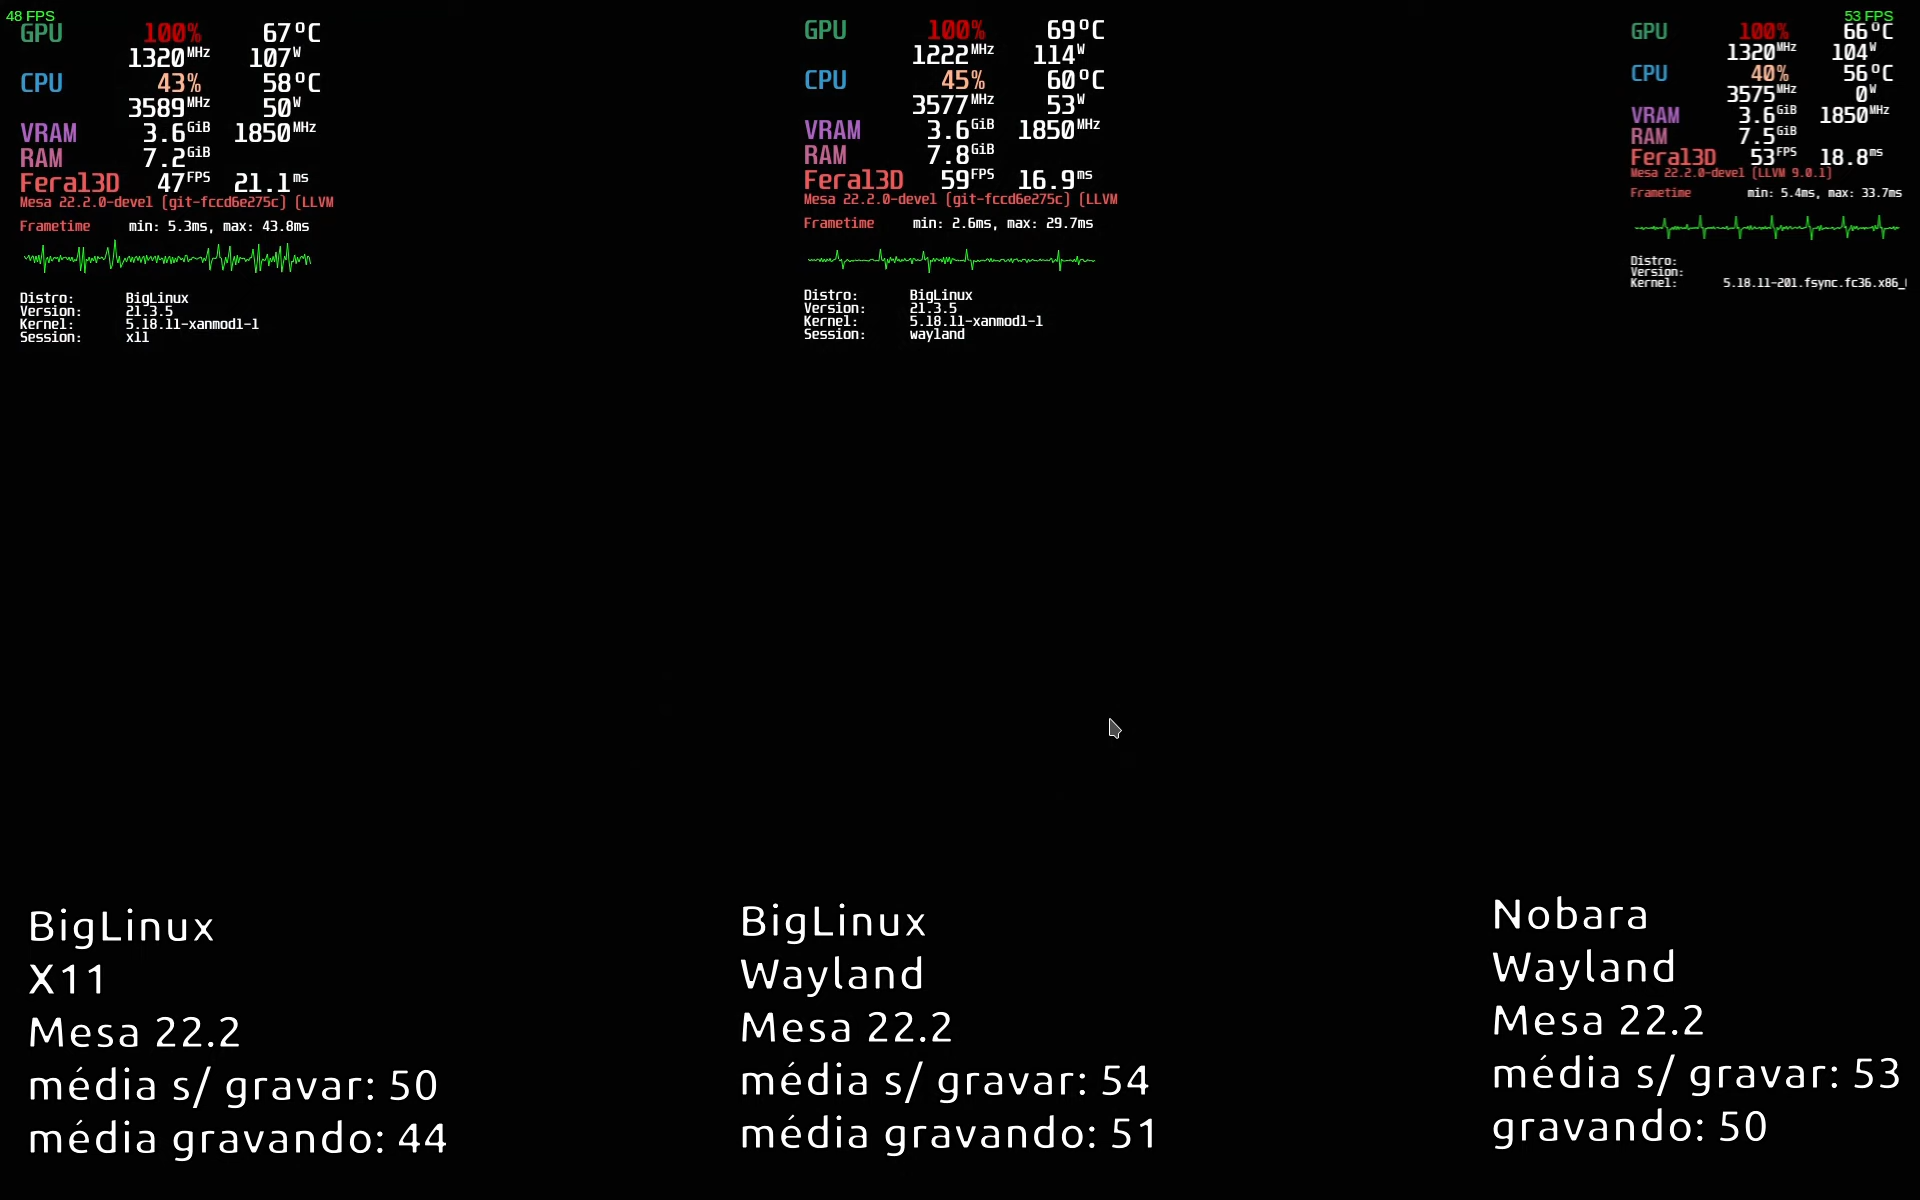 48 FPS
GPU 100% 67°C
1320MHz 107W
CPU 43% 58°C
3589MHz 50W
VRAM 3.6GiB 1850MHz
RAM 7.2GiB
Feral3D 47FPS 21.1ms
Mesa 22.2.0-devel (git-fccd6e275c) (LLVM
Frametime min: 5.3ms, max: 43.8ms
Distro: BigLinux
Version: 21.3.5
Kernel: 5.18.11-xanmod1-1
Session: x11
GPU 100% 69°C
1222MHz 114W
CPU 45% 60°C
3577MHz 53W
VRAM 3.6GiB 1850MHz
RAM 7.8GiB
Feral3D 59FPS 16.9ms
Mesa 22.2.0-devel (git-fccd6e275c) (LLVM
Frametime min: 2.6ms, max: 29.7ms
Distro: BigLinux
Version: 21.3.5
Kernel: 5.18.11-xanmod1-1
Session: wayland
53 FPS
GPU 100% 66°C
1320MHz 104W
CPU 40% 56°C
3575MHz 0W
VRAM 3.6GiB 1850MHz
RAM 7.5GiB
Feral3D 53FPS 18.8ms
Mesa 22.2.0-devel (LLVM 9.0.1)
Frametime min: 5.4ms, max: 33.7ms
Distro:
Version:
Kernel: 5.18.11-201.fsync.fc36.x86_
BigLinux
X11
Mesa 22.2
média s/ gravar: 50
média gravando: 44
BigLinux
Wayland
Mesa 22.2
média s/ gravar: 54
média gravando: 51
Nobara
Wayland
Mesa 22.2
média s/ gravar: 53
gravando: 50